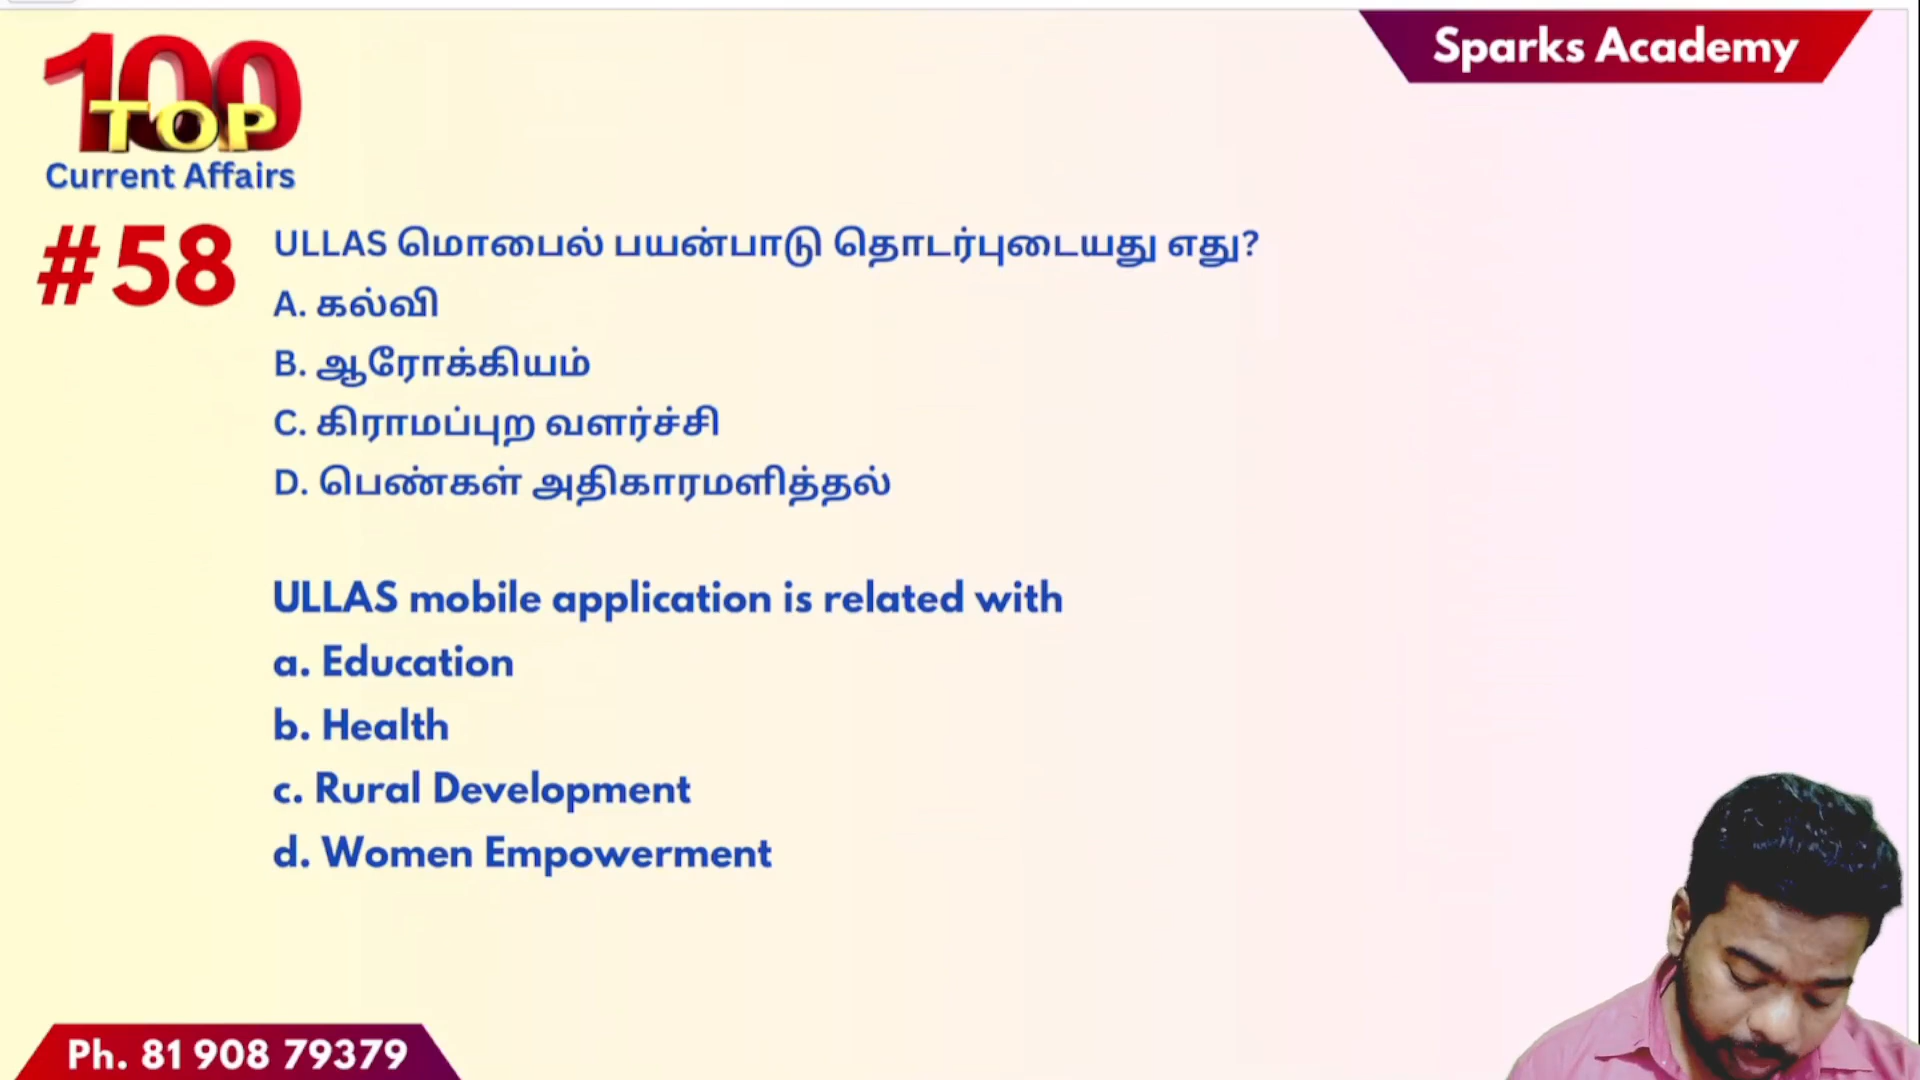 Sparks Academy
100
TOP
Current Affairs
#58
ULLAS மொபைல் பயன்பாடு தொடர்புடையது எது?
A. கல்வி
B. ஆரோக்கியம்
C. கிராமப்புற வளர்ச்சி
D. பெண்கள் அதிகாரமளித்தல்
ULLAS mobile application is related with
a. Education
b. Health
c. Rural Development
d. Women Empowerment
Ph. 81 908 79379